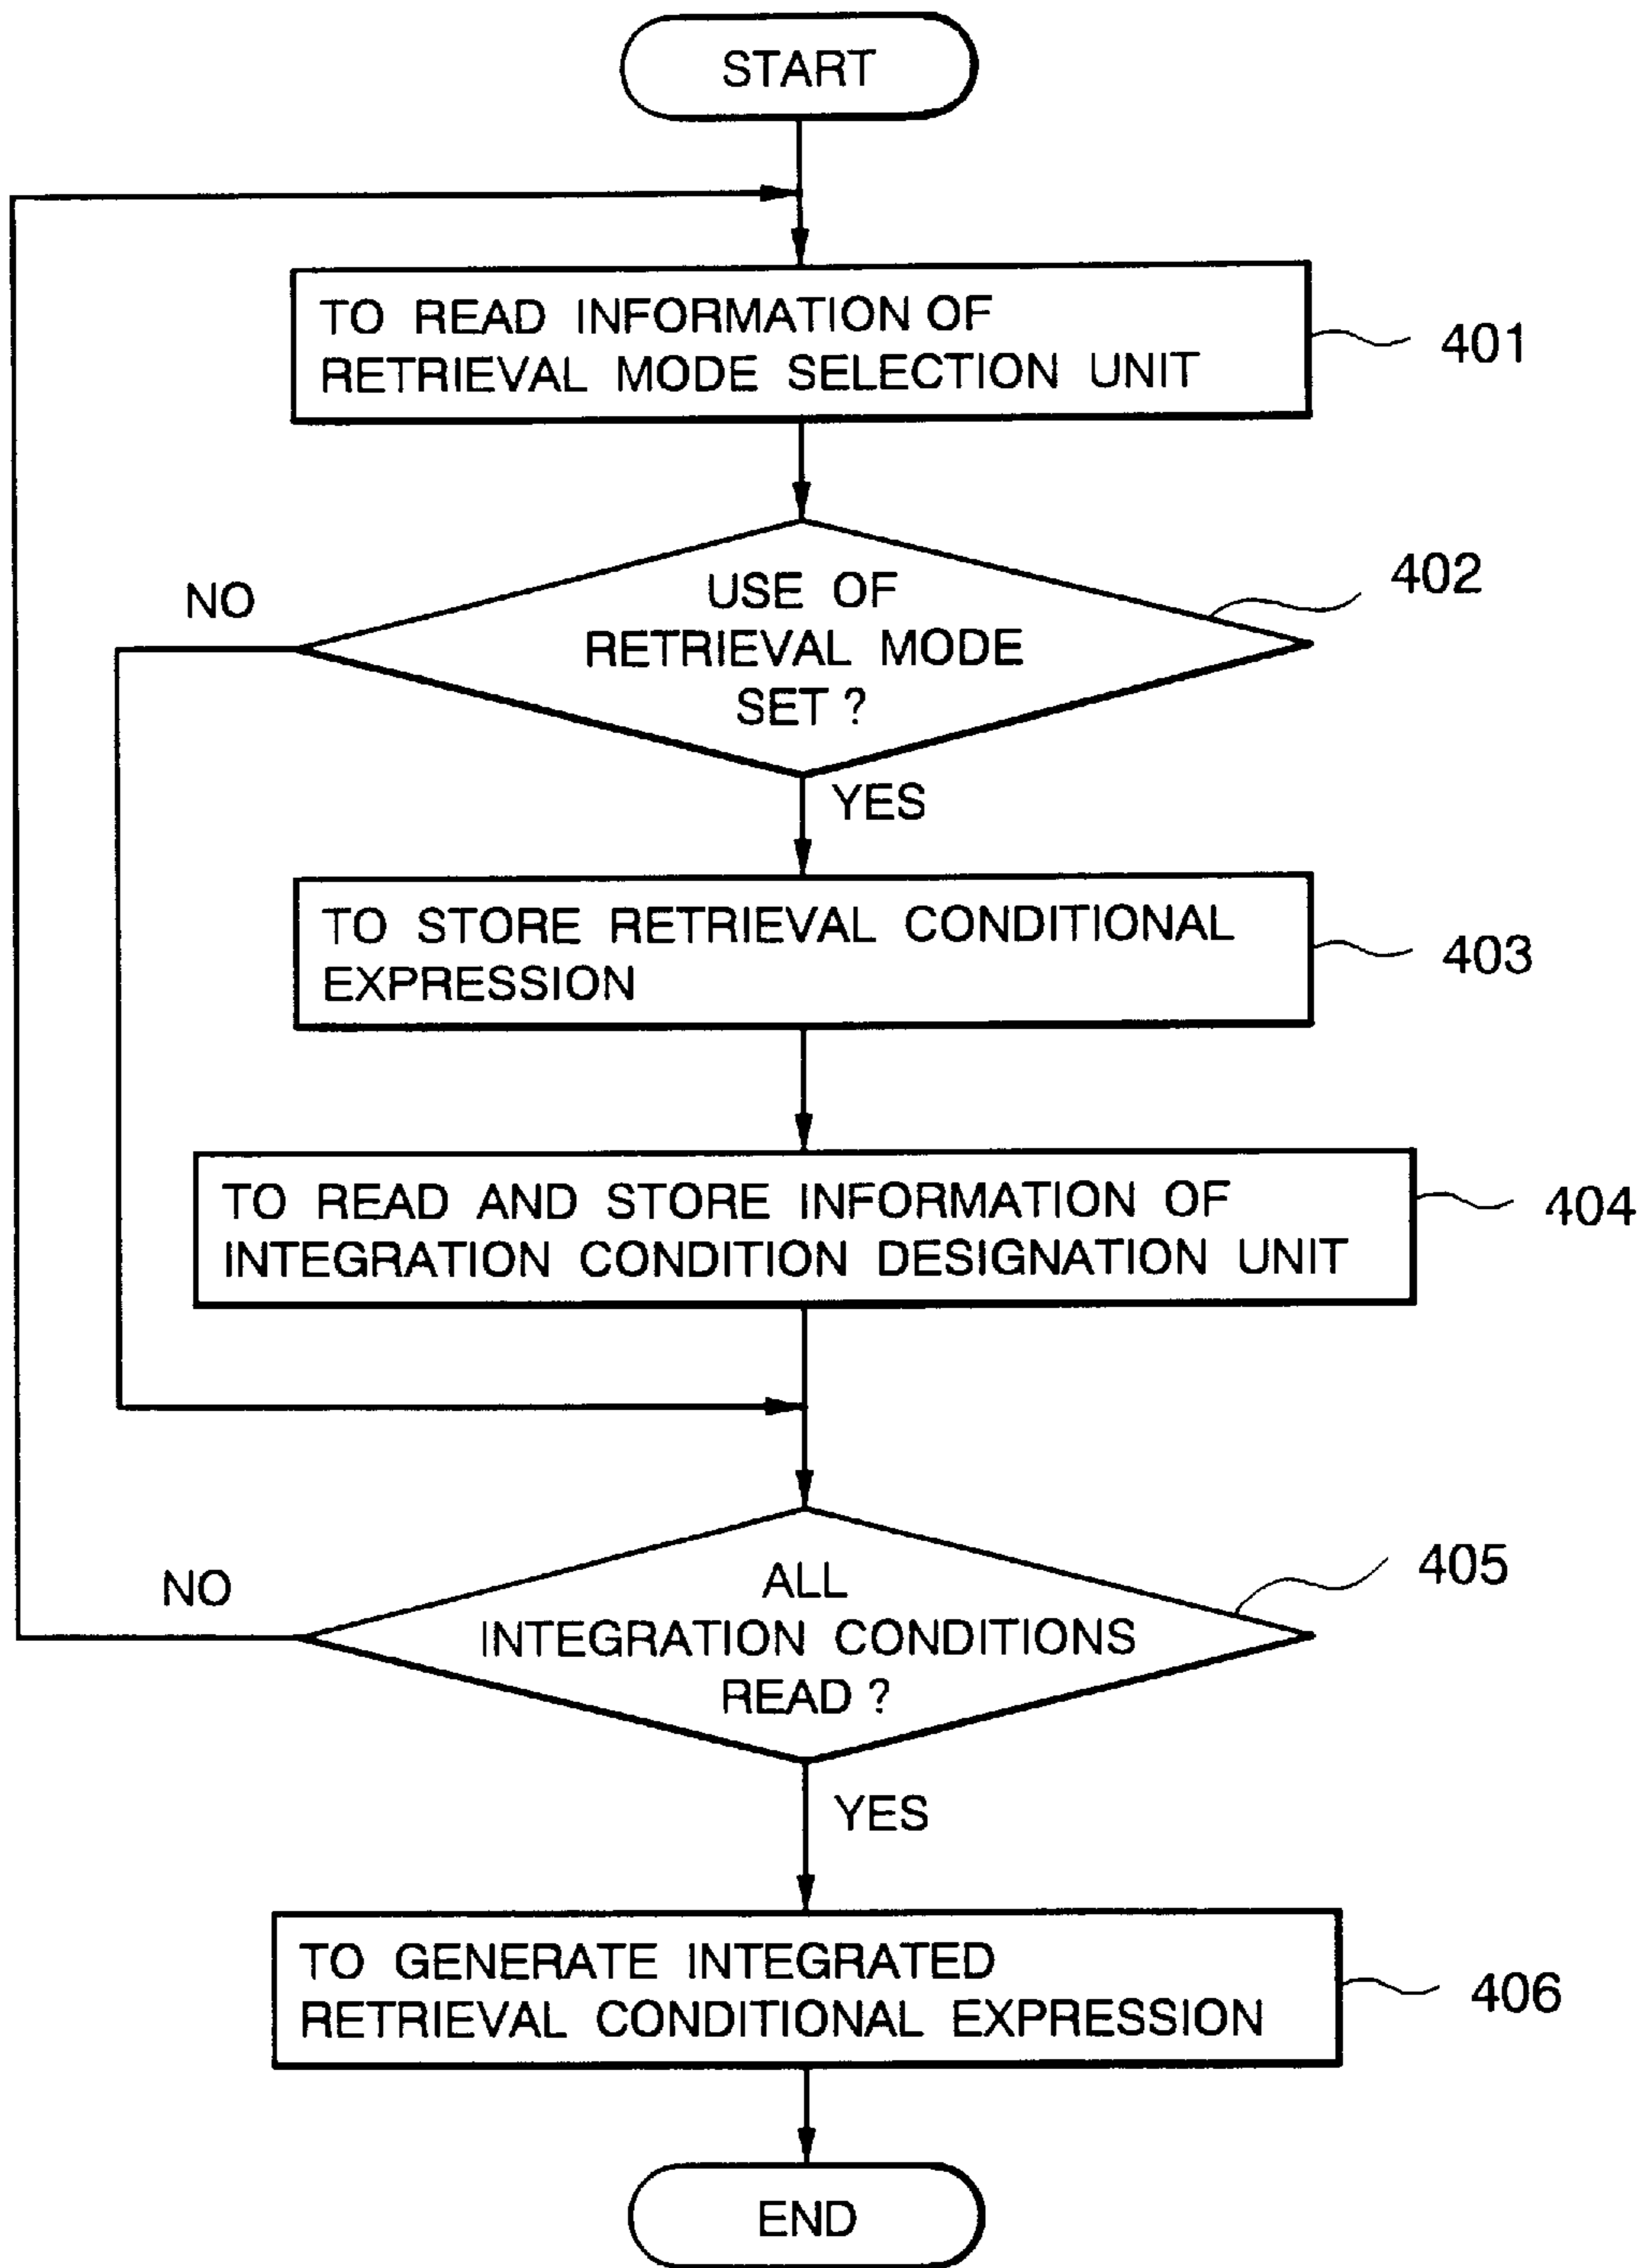 START
TO READ INFORMATION OF
RETRIEVAL MODE SELECTION UNIT
401
USE OF
RETRIEVAL MODE
SET ?
402
NO
YES
TO STORE RETRIEVAL CONDITIONAL
EXPRESSION
403
TO READ AND STORE INFORMATION OF
INTEGRATION CONDITION DESIGNATION UNIT
404
ALL
INTEGRATION CONDITIONS
READ ?
405
NO
YES
TO GENERATE INTEGRATED
RETRIEVAL CONDITIONAL EXPRESSION
406
END